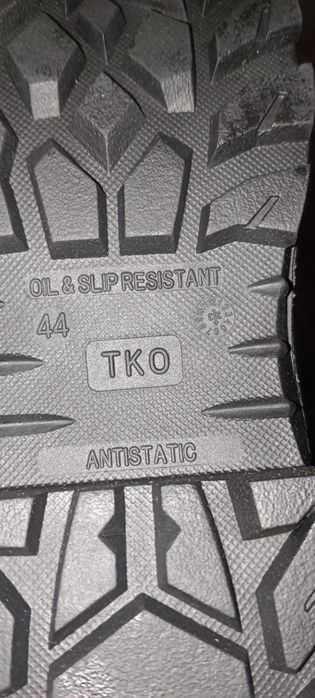 OIL & SLIP RESISTANT
44
TKO
ANTISTATIC